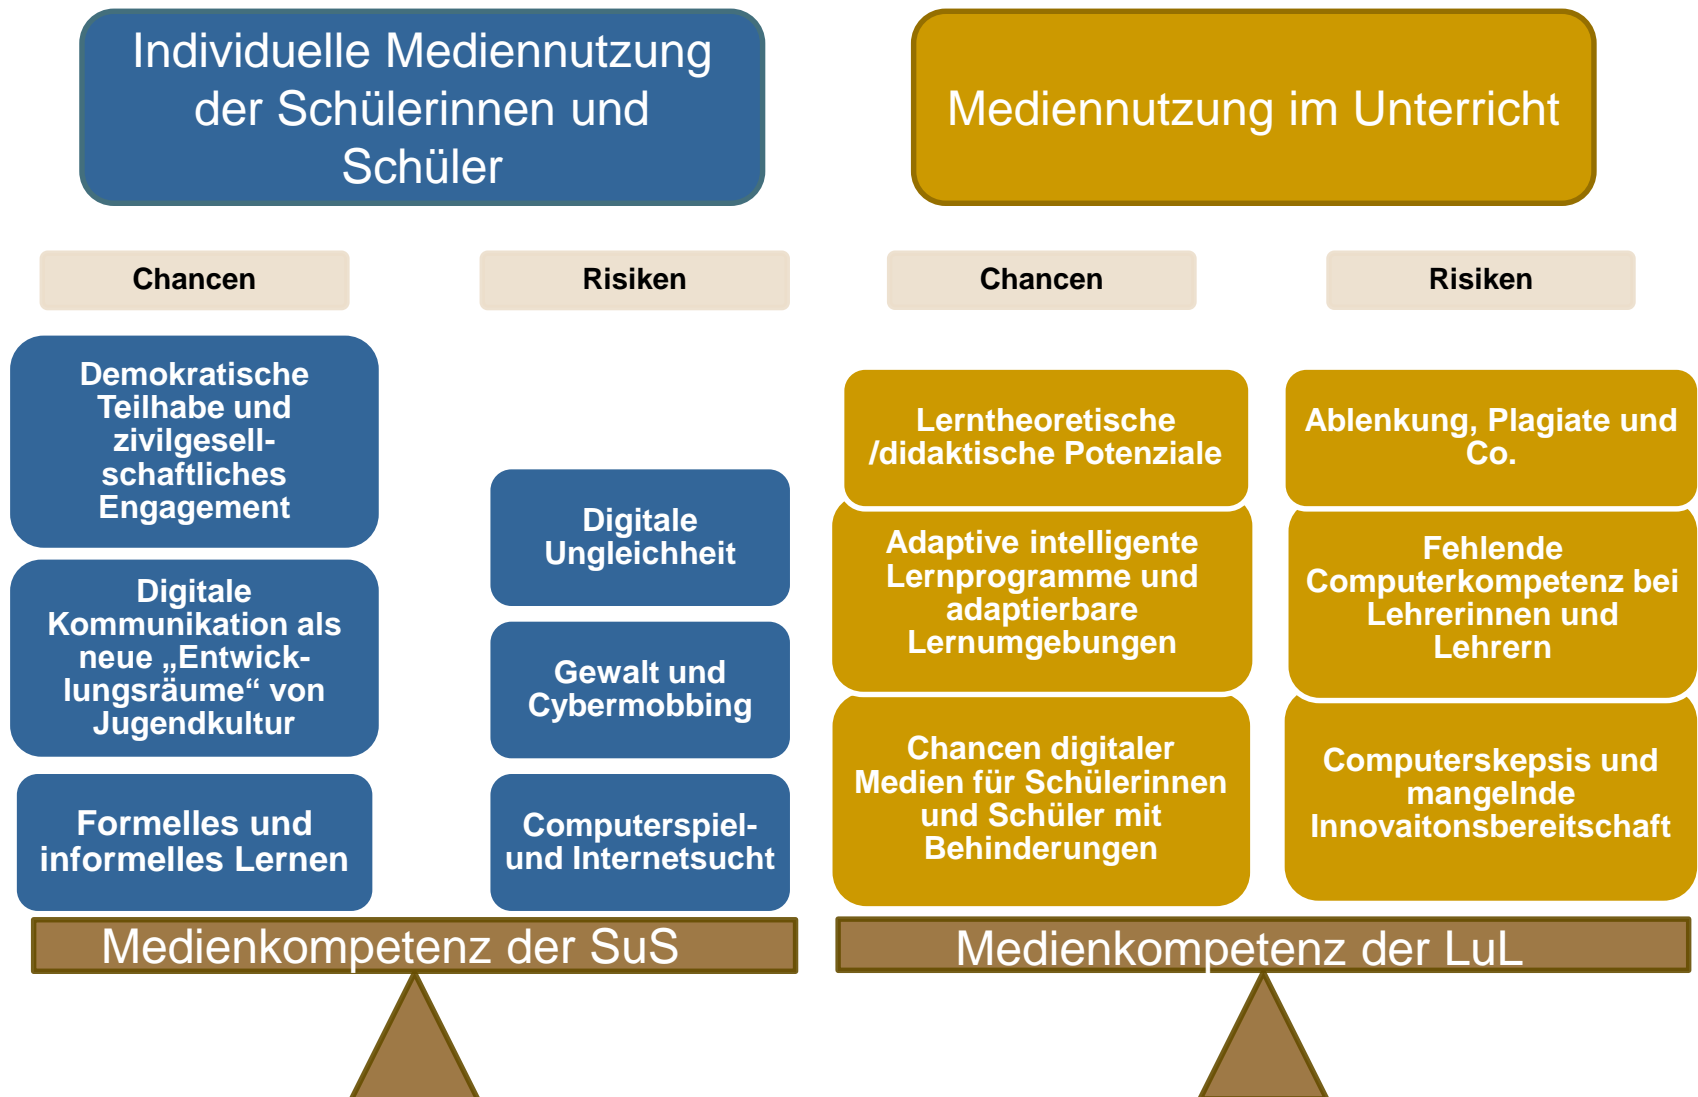 Individuelle Mediennutzung
der Schülerinnen und
Schüler
Chancen
Risiken
Demokratische
Teilhabe und
zivilgesell-
schaftliches
Engagement
Digitale
Kommunikation als
neue „Entwick-
lungsräume“ von
Jugendkultur
Formelles und
informelles Lernen
Digitale
Ungleichheit
Gewalt und
Cybermobbing
Computerspiel-
und Internetsucht
Medienkompetenz der SuS
Mediennutzung im Unterricht
Chancen
Risiken
Lerntheoretische
/didaktische Potenziale
Adaptive intelligente
Lernprogramme und
adaptierbare
Lernumgebungen
Chancen digitaler
Medien für Schülerinnen
und Schüler mit
Behinderungen
Ablenkung, Plagiate und
Co.
Fehlende
Computerkompetenz bei
Lehrerinnen und
Lehrern
Computerskepsis und
mangelnde
Innovaitonsbereitschaft
Medienkompetenz der LuL